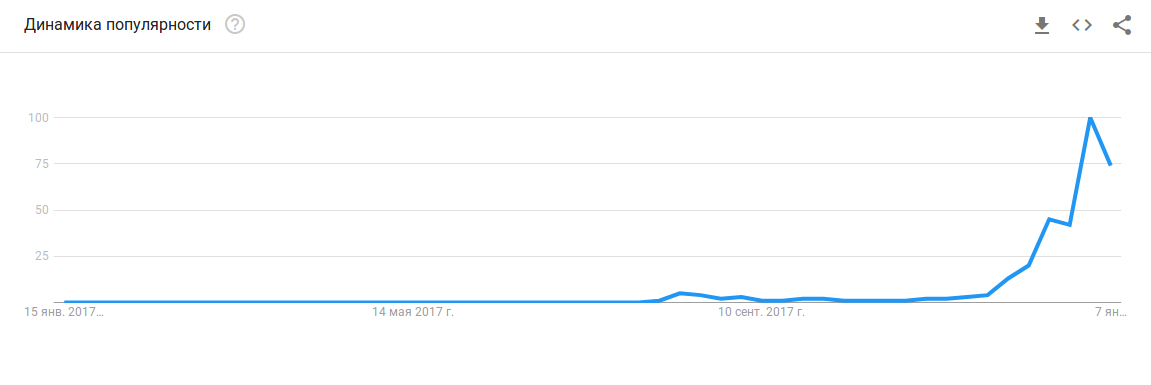 Динамика популярности ?
100
75
50
25
15 янв. 2017…
14 мая 2017 г.
10 сент. 2017 г.
7 ян…